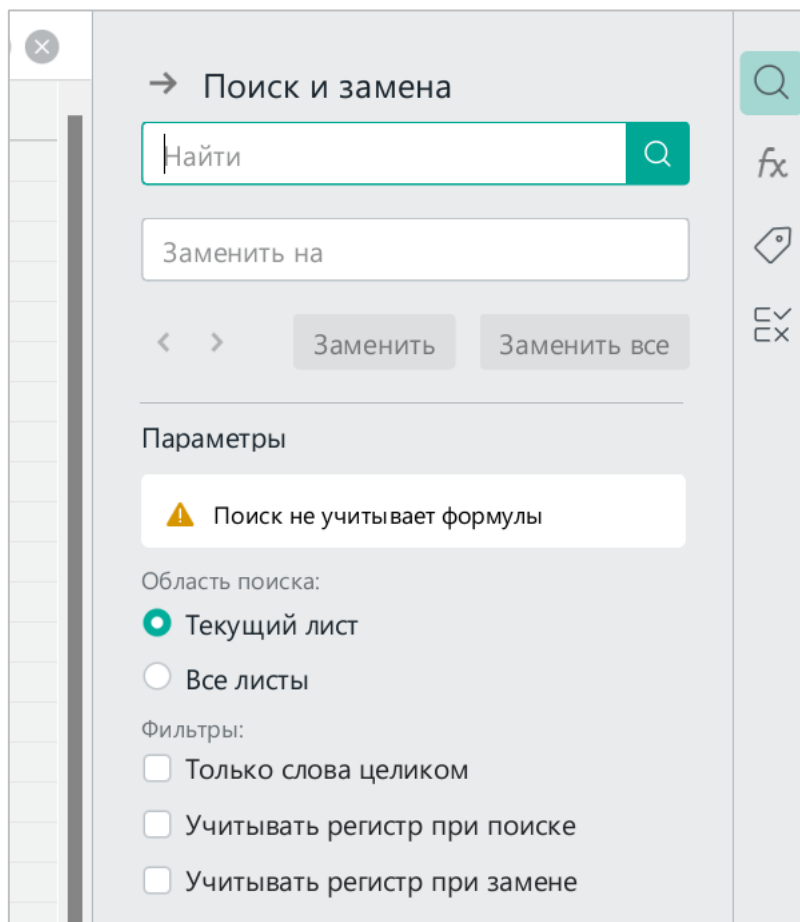 Поиск и замена
Найти
Заменить на
Заменить
Заменить все
Параметры
Поиск не учитывает формулы
Область поиска:
Текущий лист
Все листы
Фильтры:
Только слова целиком
Учитывать регистр при поиске
Учитывать регистр при замене
fx